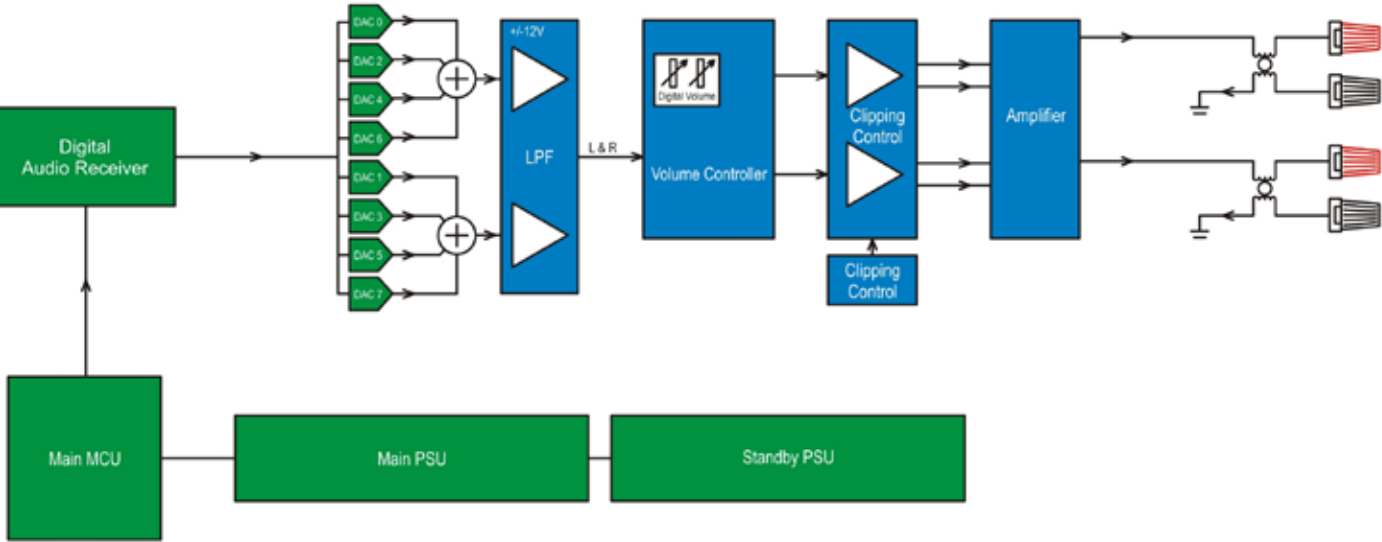 DAC 0
DAC 2
DAC 4
DAC 6
DAC 1
DAC 3
DAC 5
DAC 7
Digital
Audio Receiver
+/-12V
LPF
L & R
Digital Volume
Volume Controller
Clipping
Control
Clipping
Control
Amplifier
Main MCU
Main PSU
Standby PSU